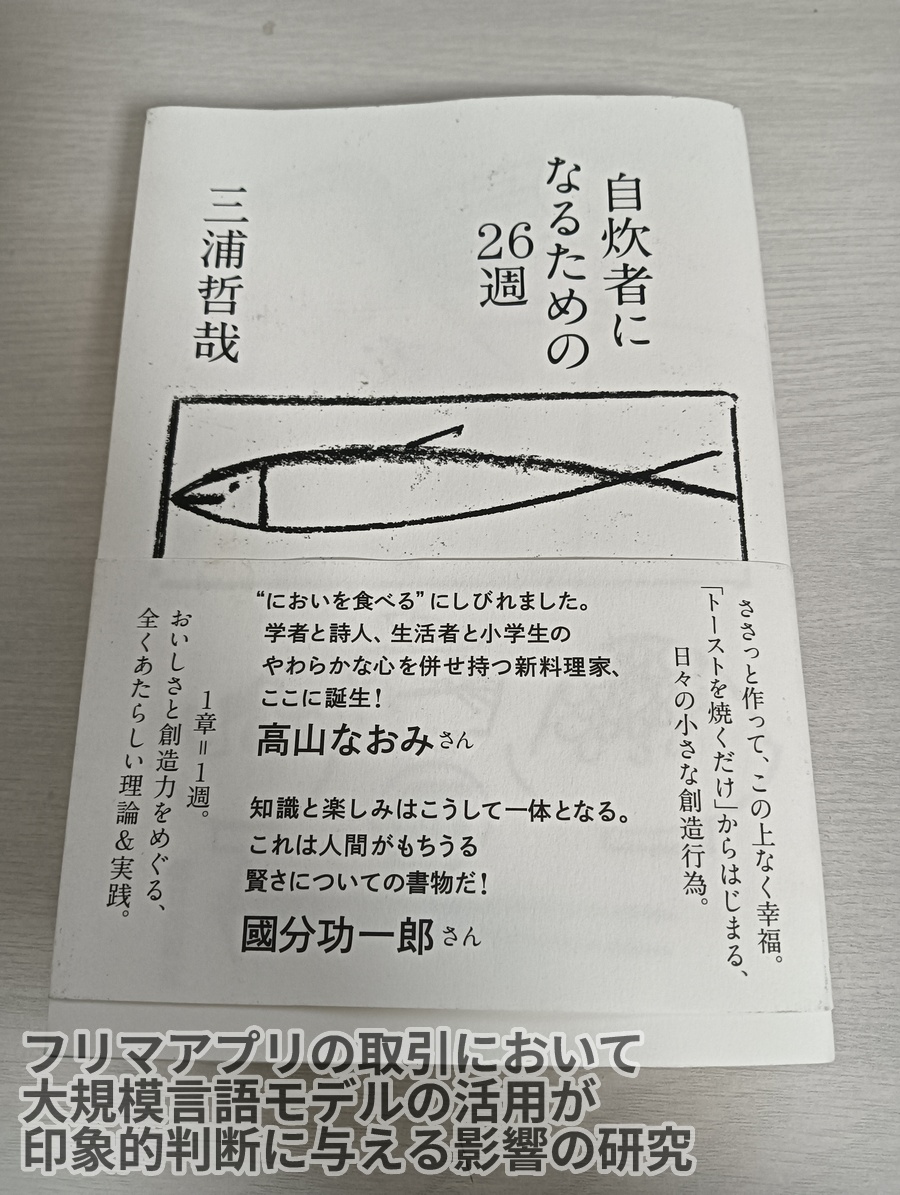 自炊者に
なるための
26週
三浦哲哉
ささっと作って、この上なく幸福。
「トーストを焼くだけ」からはじまる、
日々の小さな創造行為。
“においを食べる”にしびれました。
学者と詩人、生活者と小学生の
やわらかな心を併せ持つ新料理家、
ここに誕生!
高山なおみさん
知識と楽しみはこうして一体となる。
これは人間がもちうる
賢さについての書物だ!
國分功一郎さん
1章=1週。
おいしさと創造力をめぐる、
全くあたらしい理論&実践。
フリマアプリの取引において
大規模言語モデルの活用が
印象的判断に与える影響の研究